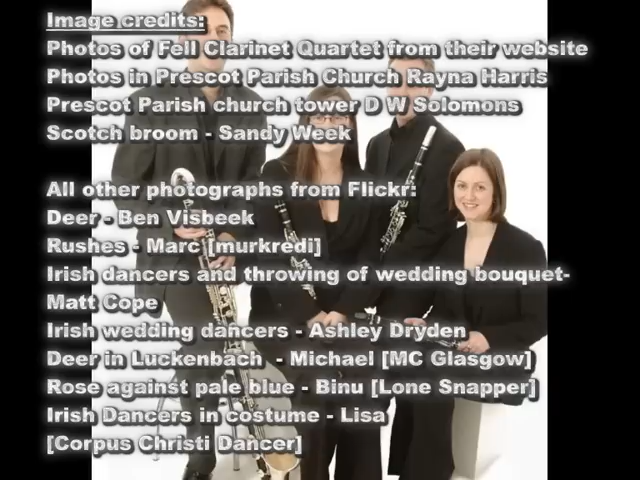 Image credits:
Photos of Fell Clarinet Quartet from their website
Photos in Prescot Parish Church Rayna Harris
Prescot Parish church tower D W Solomons
Scotch broom - Sandy Week
All other photographs from Flickr:
Deer - Ben Visbeek
Rushes - Marc [murkredi]
Irish dancers and throwing of wedding bouquet-
Matt Cope
Irish wedding dancers - Ashley Dryden
Deer in Luckenbach - Michael [MC Glasgow]
Rose against pale blue - Binu [Lone Snapper]
Irish Dancers in costume - Lisa
[Corpus Christi Dancer]